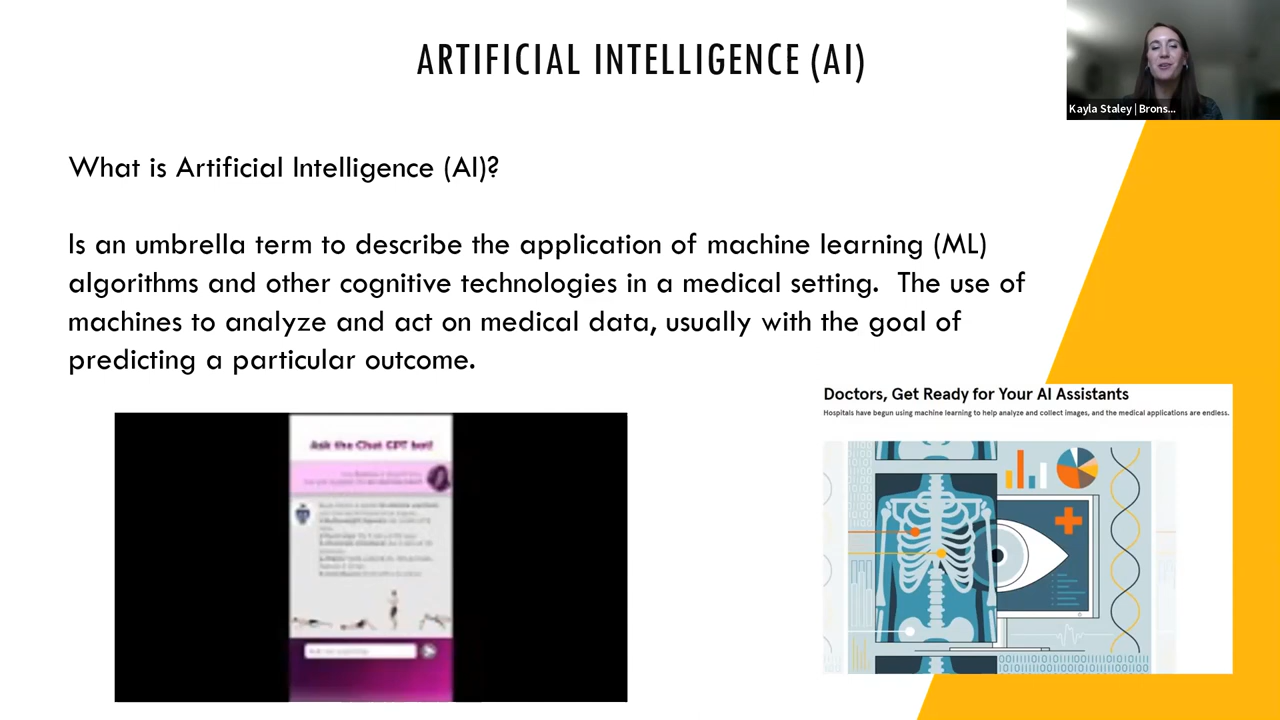 ARTIFICIAL INTELLIGENCE (AI)
Kayla Staley | Brons...
What is Artificial Intelligence (AI)?
Is an umbrella term to describe the application of machine learning (ML)
algorithms and other cognitive technologies in a medical setting.  The use of
machines to analyze and act on medical data, usually with the goal of
predicting a particular outcome.
Ask the Chat GPT bot!
Doctors, Get Ready for Your AI Assistants
Hospitals have begun using machine learning to help analyze and collect images, and the medical applications are endless.